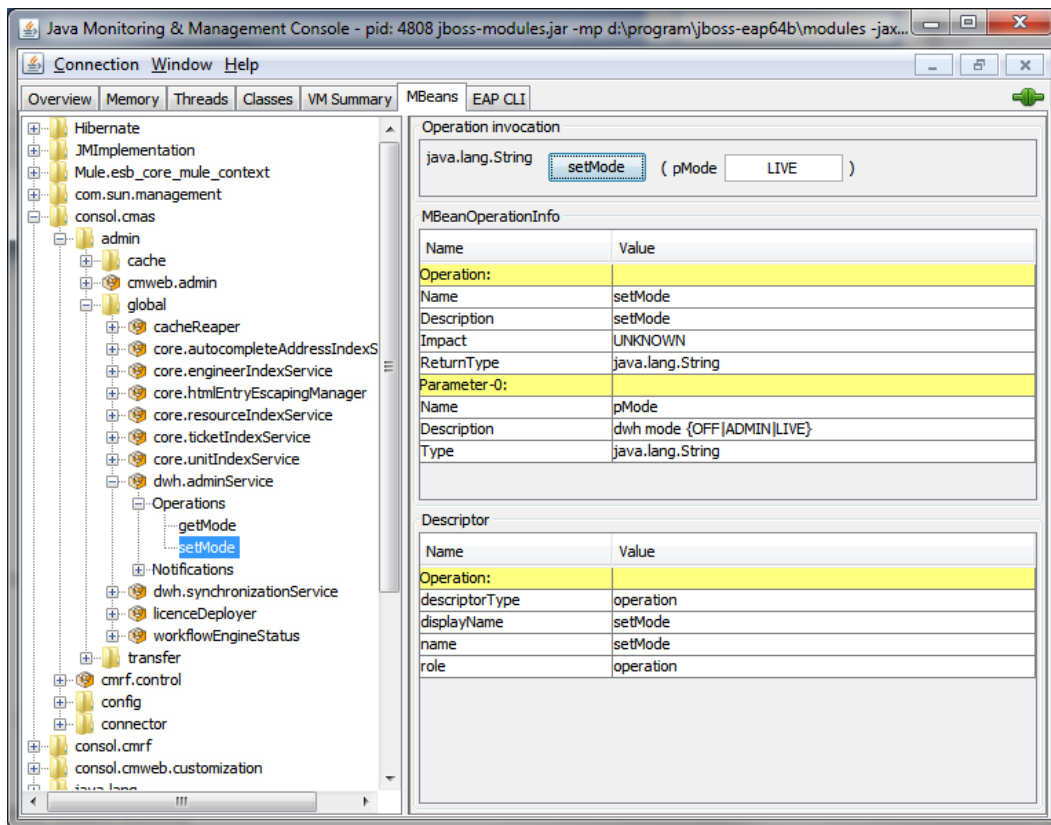 Java Monitoring & Management Console - pid: 4808 jboss-modules.jar -mp d:\program\jboss-eap64b\modules -jax...
Connection Window Help
Overview Memory Threads Classes VM Summary MBeans EAP CLI
Hibernate
JMImplementation
Mule.esb_core_mule_context
com.sun.management
consol.cmas
admin
cache
cmweb.admin
global
cacheReaper
core.autocompleteAddressIndexS
core.engineerIndexService
core.htmlEntryEscapingManager
core.resourceIndexService
core.ticketIndexService
core.unitIndexService
dwh.adminService
Operations
getMode
setMode
Notifications
dwh.synchronizationService
licenceDeployer
workflowEngineStatus
transfer
cmrf.control
config
connector
consol.cmrf
consol.cmweb.customization
java.lang
Operation invocation
java.lang.String setMode ( pMode LIVE )
MBeanOperationInfo
Name Value
Operation:
Name setMode
Description setMode
Impact UNKNOWN
ReturnType java.lang.String
Parameter-0:
Name pMode
Description dwh mode {OFF|ADMIN|LIVE}
Type java.lang.String
Descriptor
Name Value
Operation:
descriptorType operation
displayName setMode
name setMode
role operation